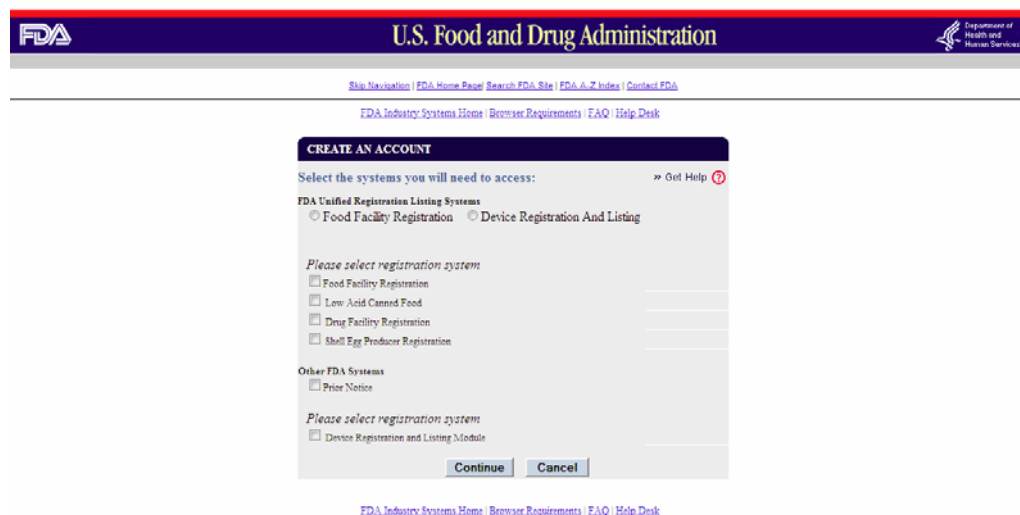 FDA
U.S. Food and Drug Administration
Department of
Health and
Human Services
Skip Navigation | FDA Home Page| Search FDA Site | FDA A-Z Index | Contact FDA
FDA Industry Systems Home | Browser Requirements | FAQ | Help Desk
CREATE AN ACCOUNT
Select the systems you will need to access:
» Get Help ?
FDA Unified Registration Listing Systems
Food Facility Registration Device Registration And Listing
Please select registration system
Food Facility Registration
Low Acid Canned Food
Drug Facility Registration
Shell Egg Producer Registration
Other FDA Systems
Prior Notice
Please select registration system
Device Registration and Listing Module
Continue Cancel
FDA Industry Systems Home | Browser Requirements | FAQ | Help Desk